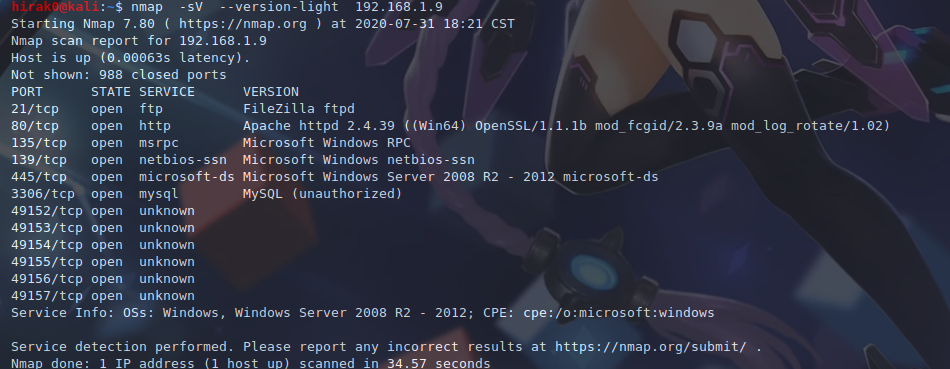 hirak0@kali:~$ nmap  -sV  --version-light  192.168.1.9
Starting Nmap 7.80 ( https://nmap.org ) at 2020-07-31 18:21 CST
Nmap scan report for 192.168.1.9
Host is up (0.00063s latency).
Not shown: 988 closed ports
PORT      STATE SERVICE      VERSION
21/tcp    open  ftp          FileZilla ftpd
80/tcp    open  http         Apache httpd 2.4.39 ((Win64) OpenSSL/1.1.1b mod_fcgid/2.3.9a mod_log_rotate/1.02)
135/tcp   open  msrpc        Microsoft Windows RPC
139/tcp   open  netbios-ssn  Microsoft Windows netbios-ssn
445/tcp   open  microsoft-ds Microsoft Windows Server 2008 R2 - 2012 microsoft-ds
3306/tcp  open  mysql        MySQL (unauthorized)
49152/tcp open  unknown
49153/tcp open  unknown
49154/tcp open  unknown
49155/tcp open  unknown
49156/tcp open  unknown
49157/tcp open  unknown
Service Info: OSs: Windows, Windows Server 2008 R2 - 2012; CPE: cpe:/o:microsoft:windows
Service detection performed. Please report any incorrect results at https://nmap.org/submit/ .
Nmap done: 1 IP address (1 host up) scanned in 34.57 seconds